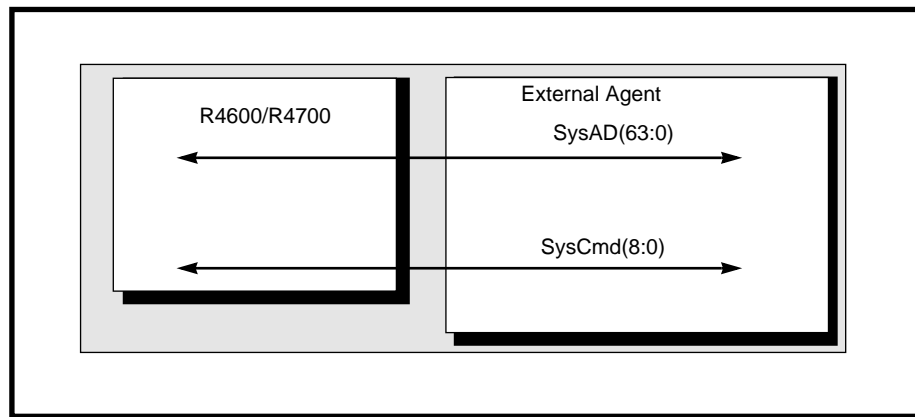 R4600/R4700
External Agent
SysAD(63:0)
SysCmd(8:0)